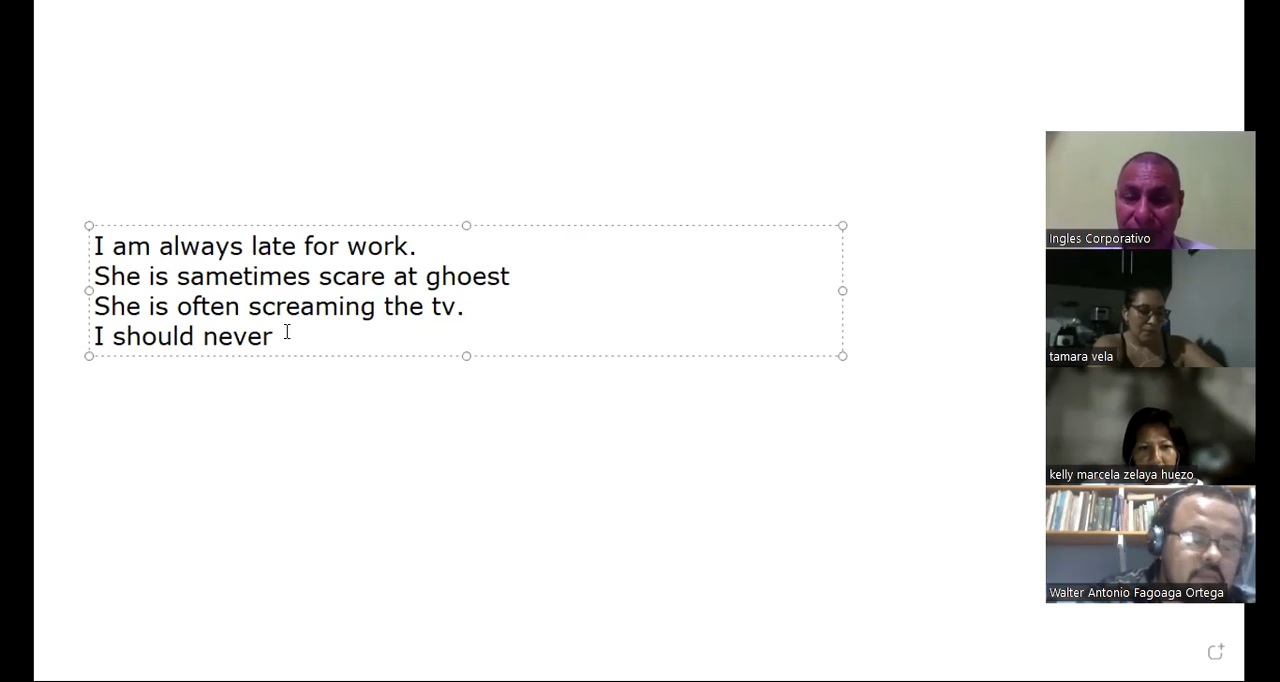 I am always late for work.
She is sametimes scare at ghoest
She is often screaming the tv.
I should never
Ingles Corporativo
tamara vela
kelly marcela zelaya huezo
Walter Antonio Fagoaga Ortega